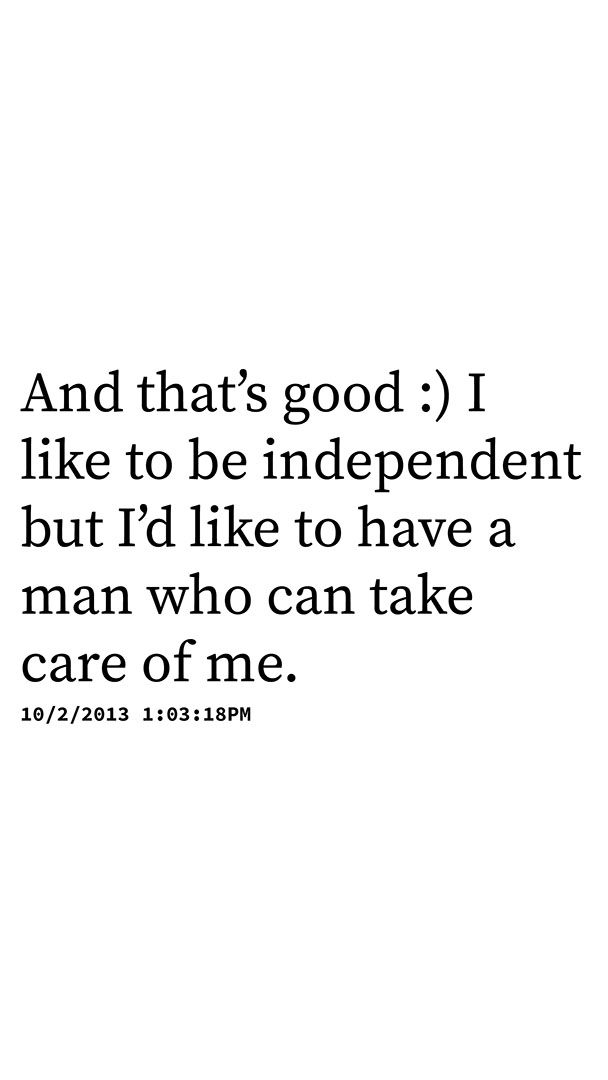 And that’s good :) I
like to be independent
but I’d like to have a
man who can take
care of me.
10/2/2013 1:03:18PM